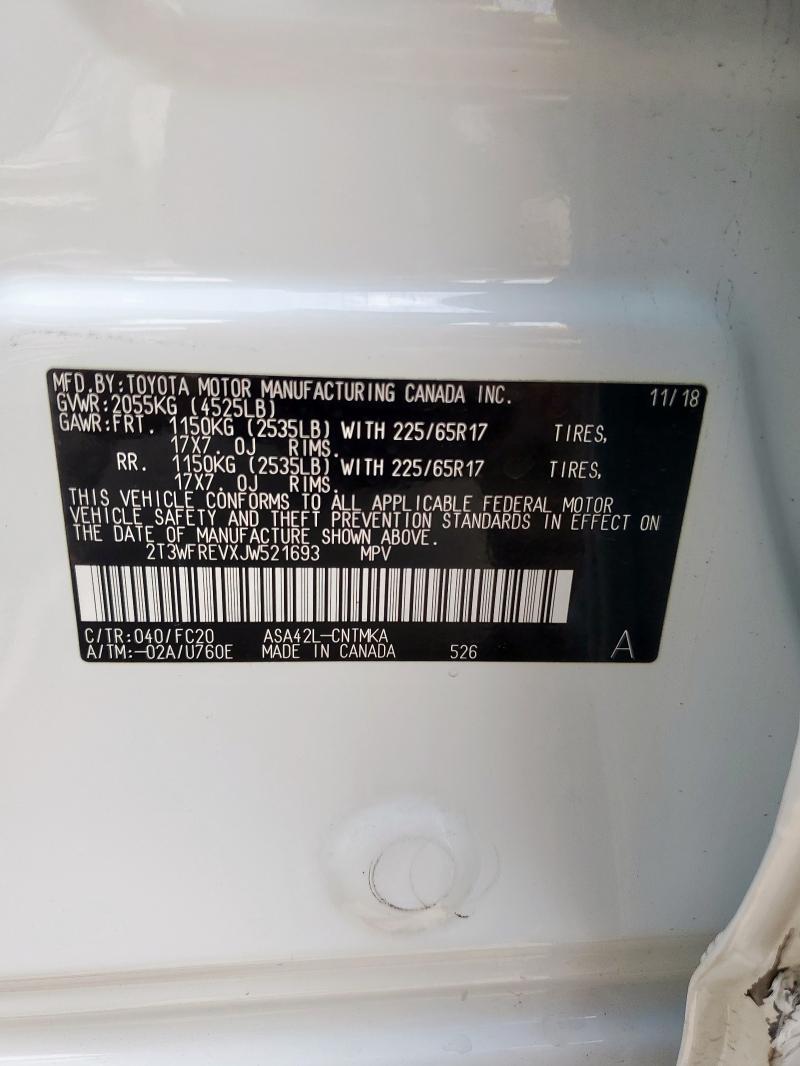 MFD.BY:TOYOTA MOTOR MANUFACTURING CANADA INC. 11/18
GVWR:2055KG (4525LB)
GAWR:FRT. 1150KG (2535LB) WITH 225/65R17 TIRES,
17X7.0J RIMS.
RR. 1150KG (2535LB) WITH 225/65R17 TIRES,
17X7.0J RIMS.
THIS VEHICLE CONFORMS TO ALL APPLICABLE FEDERAL MOTOR
VEHICLE SAFETY AND THEFT PREVENTION STANDARDS IN EFFECT ON
THE DATE OF MANUFACTURE SHOWN ABOVE.
2T3WFREVXJW521693 MPV
C/TR:040/FC20 ASA42L-CNTMKA
A/TM:-02A/U760E MADE IN CANADA 526 A